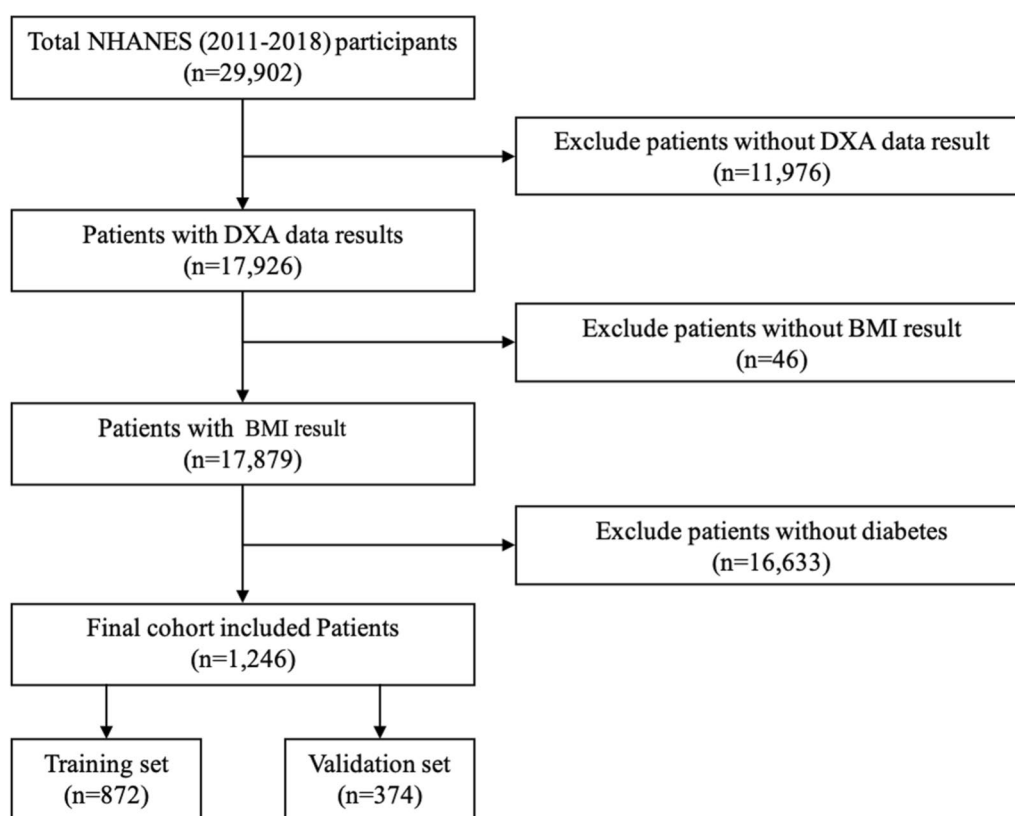 Total NHANES (2011-2018) participants
(n=29,902)
Exclude patients without DXA data result
(n=11,976)
Patients with DXA data results
(n=17,926)
Exclude patients without BMI result
(n=46)
Patients with BMI result
(n=17,879)
Exclude patients without diabetes
(n=16,633)
Final cohort included Patients
(n=1,246)
Training set
(n=872)
Validation set
(n=374)